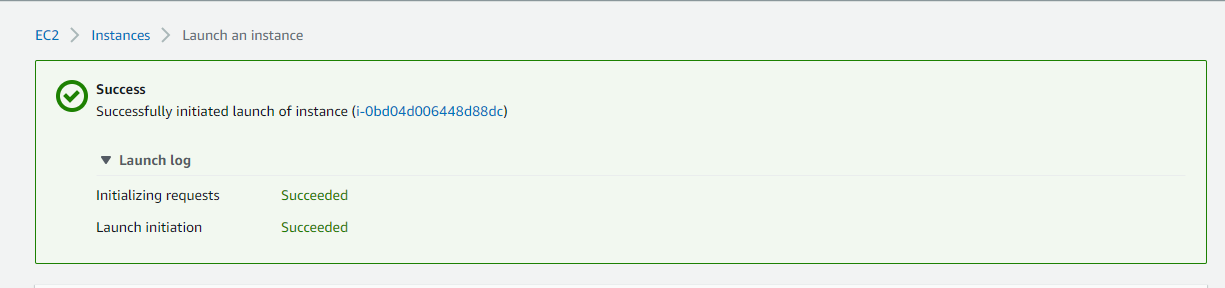 EC2 Instances Launch an instance
Success
Successfully initiated launch of instance (i-0bd04d006448d88dc)
Launch log
Initializing requests Succeeded
Launch initiation Succeeded